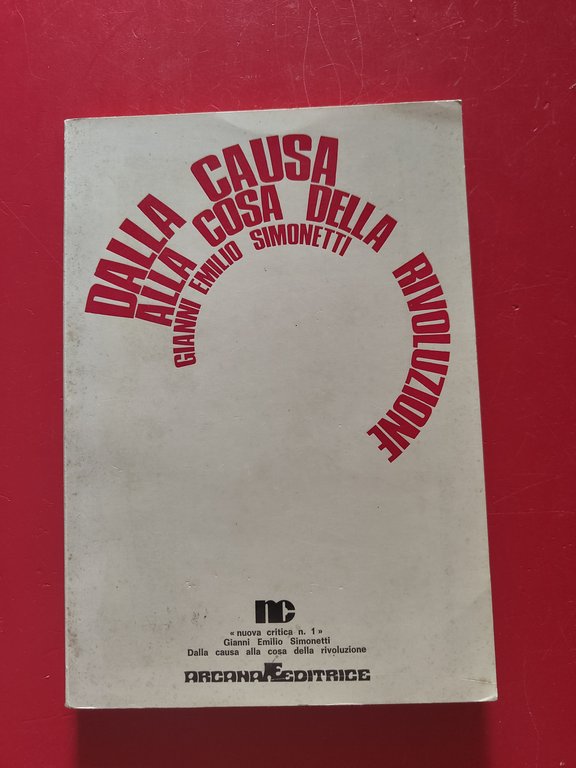 DALLA CAUSA
ALLA COSA DELLA RIVOLUZIONE
GIANNI EMILIO SIMONETTI
nc
« nuova critica n. 1 »
Gianni Emilio Simonetti
Dalla causa alla cosa della rivoluzione
ARCANA Æ EDITRICE